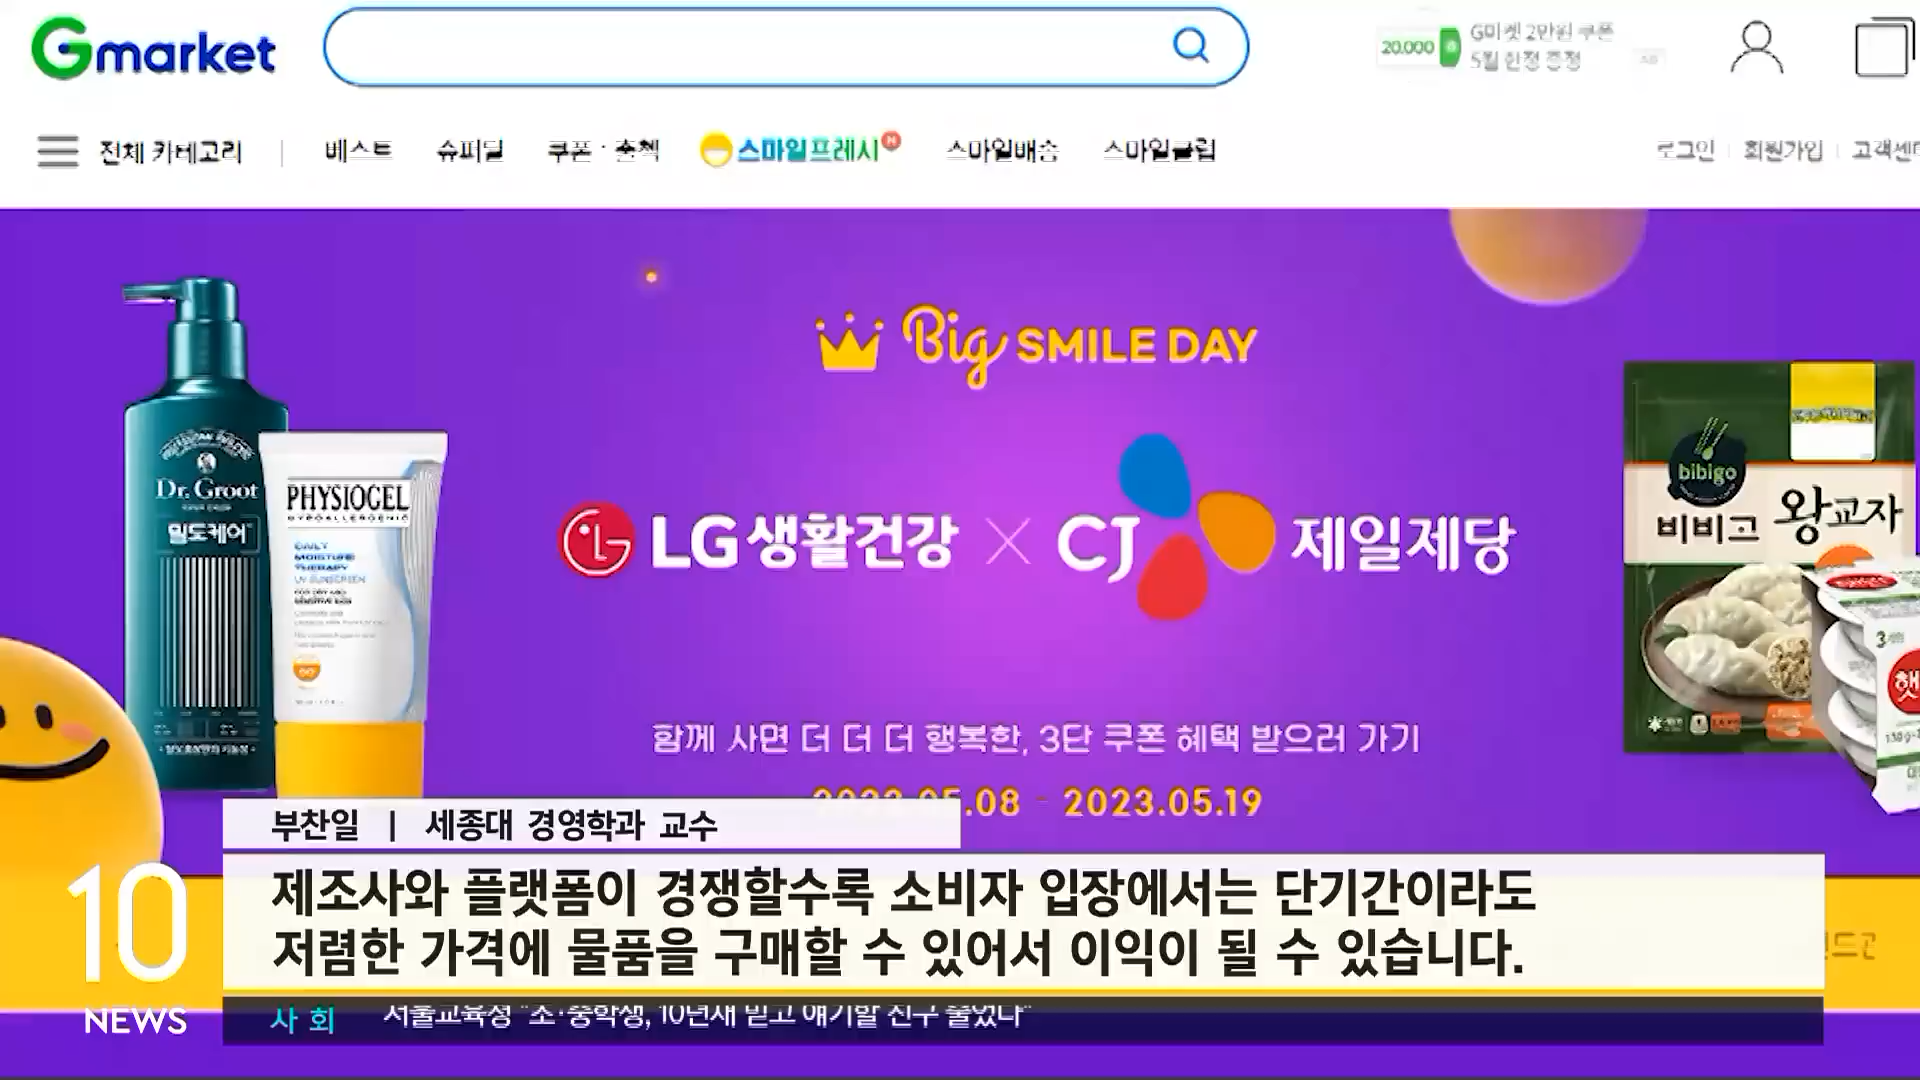 Gmarket
20.000
G마켓 2만원 쿠폰
5월 한정 증정
전체 카테고리
베스트
슈퍼딜
쿠폰·출첵
스마일프레시
스마일배송
스마일클럽
로그인
회원가입
고객센터
Big SMILE DAY
LG생활건강 × CJ 제일제당
Dr. Groot
밀도케어
PHYSIOGEL
HYPOALLERGENIC
DAILY
MOISTURE
THERAPY
UV SUNSCREEN
bibigo
비비고 왕교자
함께 사면 더 더 더 행복한, 3단 쿠폰 혜택 받으러 가기
.08 - 2023.05.19
부찬일 | 세종대 경영학과 교수
제조사와 플랫폼이 경쟁할수록 소비자 입장에서는 단기간이라도
저렴한 가격에 물품을 구매할 수 있어서 이익이 될 수 있습니다.
10
NEWS
사회
서울교육청 "초·중학생, 10년새 믿고 얘기할 친구 줄었다"